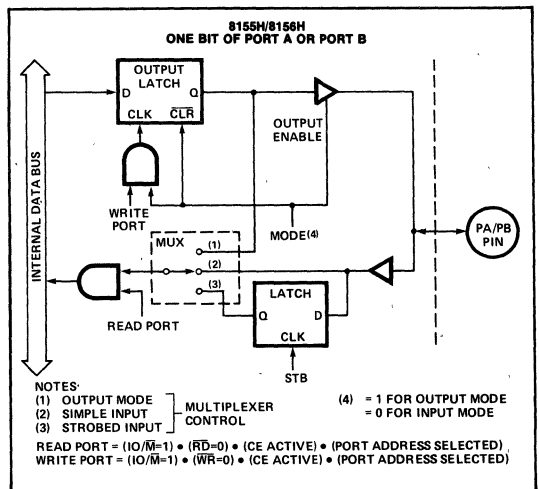 8155H/8156H
ONE BIT OF PORT A OR PORT B
OUTPUT
LATCH
D
Q
CLK
CLR
OUTPUT
ENABLE
INTERNAL DATA BUS
WRITE
PORT
MODE(4)
MUX
(1)
(2)
(3)
PA/PB
PIN
READ PORT
LATCH
Q
D
CLK
STB
NOTES:
(1) OUTPUT MODE
(2) SIMPLE INPUT
(3) STROBED INPUT
MULTIPLEXER
CONTROL
(4) = 1 FOR OUTPUT MODE
= 0 FOR INPUT MODE
READ PORT = (IO/M̅=1) • (R̅D̅=0) • (CE ACTIVE) • (PORT ADDRESS SELECTED)
WRITE PORT = (IO/M̅=1) • (W̅R̅=0) • (CE ACTIVE) • (PORT ADDRESS SELECTED)